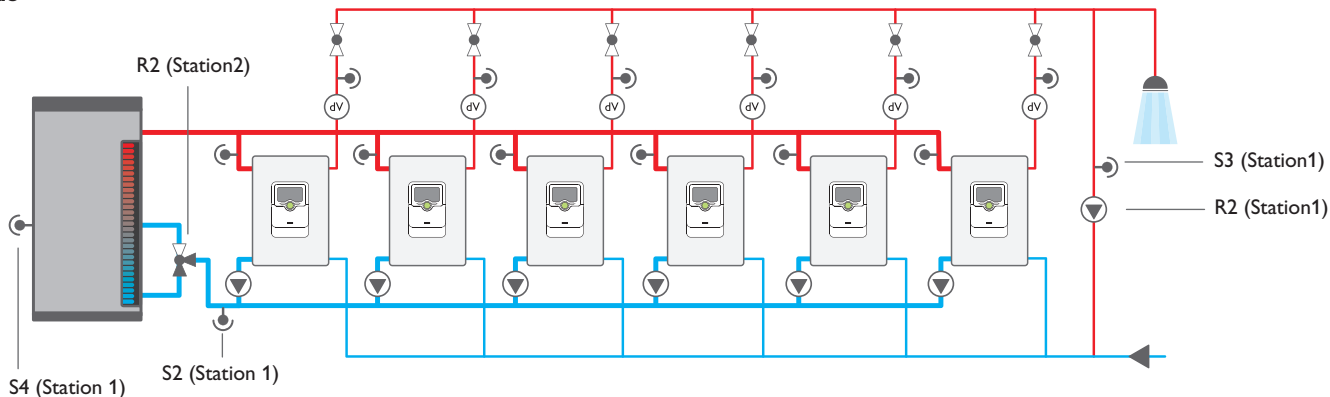 R2 (Station2)
dV dV dV dV dV dV
S3 (Station1)
R2 (Station1)
S2 (Station 1)
S4 (Station 1)